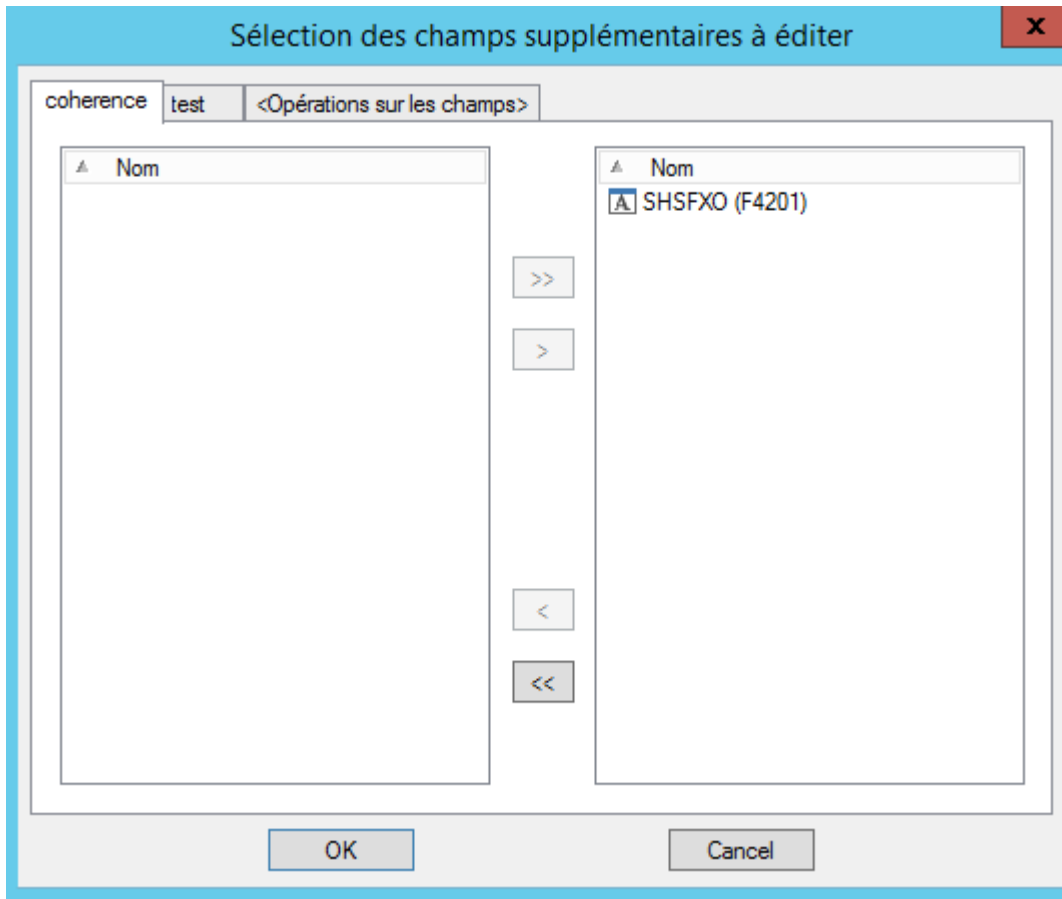 Sélection des champs supplémentaires à éditer
x
coherence test <Opérations sur les champs>
Nom
Nom
A SHSFXO (F4201)
>>
>
<
<<
OK
Cancel